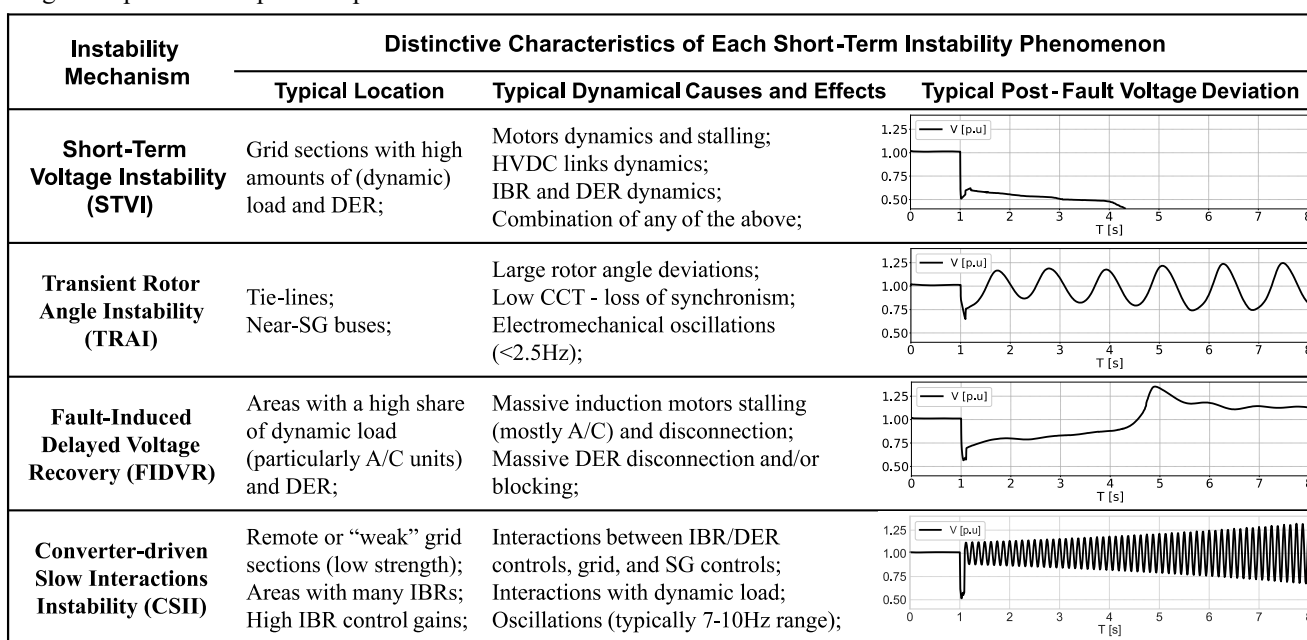 Instability
Mechanism
Distinctive Characteristics of Each Short-Term Instability Phenomenon
Typical Location
Typical Dynamical Causes and Effects
Typical Post-Fault Voltage Deviation
Short-Term
Voltage Instability
(STVI)
Grid sections with high
amounts of (dynamic)
load and DER;
Motors dynamics and stalling;
HVDC links dynamics;
IBR and DER dynamics;
Combination of any of the above;
V [p.u]
1.25
1.00
0.75
0.50
0 1 2 3 4 5 6 7 8
T [s]
Transient Rotor
Angle Instability
(TRAI)
Tie-lines;
Near-SG buses;
Large rotor angle deviations;
Low CCT - loss of synchronism;
Electromechanical oscillations
(<2.5Hz);
V [p.u]
1.25
1.00
0.75
0.50
0 1 2 3 4 5 6 7 8
T [s]
Fault-Induced
Delayed Voltage
Recovery (FIDVR)
Areas with a high share
of dynamic load
(particularly A/C units)
and DER;
Massive induction motors stalling
(mostly A/C) and disconnection;
Massive DER disconnection and/or
blocking;
V [p.u]
1.25
1.00
0.75
0.50
0 1 2 3 4 5 6 7 8
T [s]
Converter-driven
Slow Interactions
Instability (CSII)
Remote or “weak” grid
sections (low strength);
Areas with many IBRs;
High IBR control gains;
Interactions between IBR/DER
controls, grid, and SG controls;
Interactions with dynamic load;
Oscillations (typically 7-10Hz range);
V [p.u]
1.25
1.00
0.75
0.50
0 1 2 3 4 5 6 7 8
T [s]